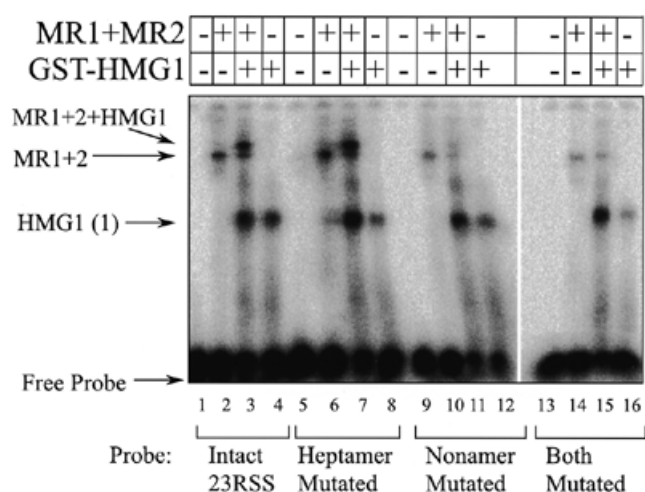 MR1+MR2 - + + - - + + - - + + - - + + -
GST-HMG1 - - + + - - + + - - + + - - + +
MR1+2+HMG1
MR1+2
HMG1 (1)
Free Probe
1 2 3 4 5 6 7 8 9 10 11 12 13 14 15 16
Probe: Intact Heptamer Nonamer Both
23RSS Mutated Mutated Mutated